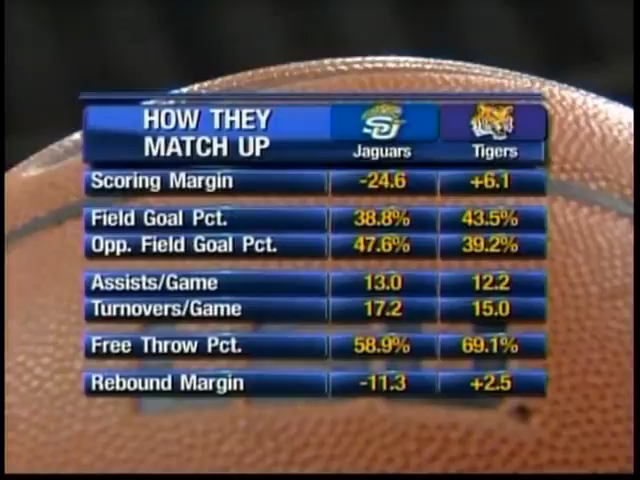 HOW THEY
MATCH UP
SU
Jaguars
Tigers
Scoring Margin -24.6 +6.1
Field Goal Pct. 38.8% 43.5%
Opp. Field Goal Pct. 47.6% 39.2%
Assists/Game 13.0 12.2
Turnovers/Game 17.2 15.0
Free Throw Pct. 58.9% 69.1%
Rebound Margin -11.3 +2.5